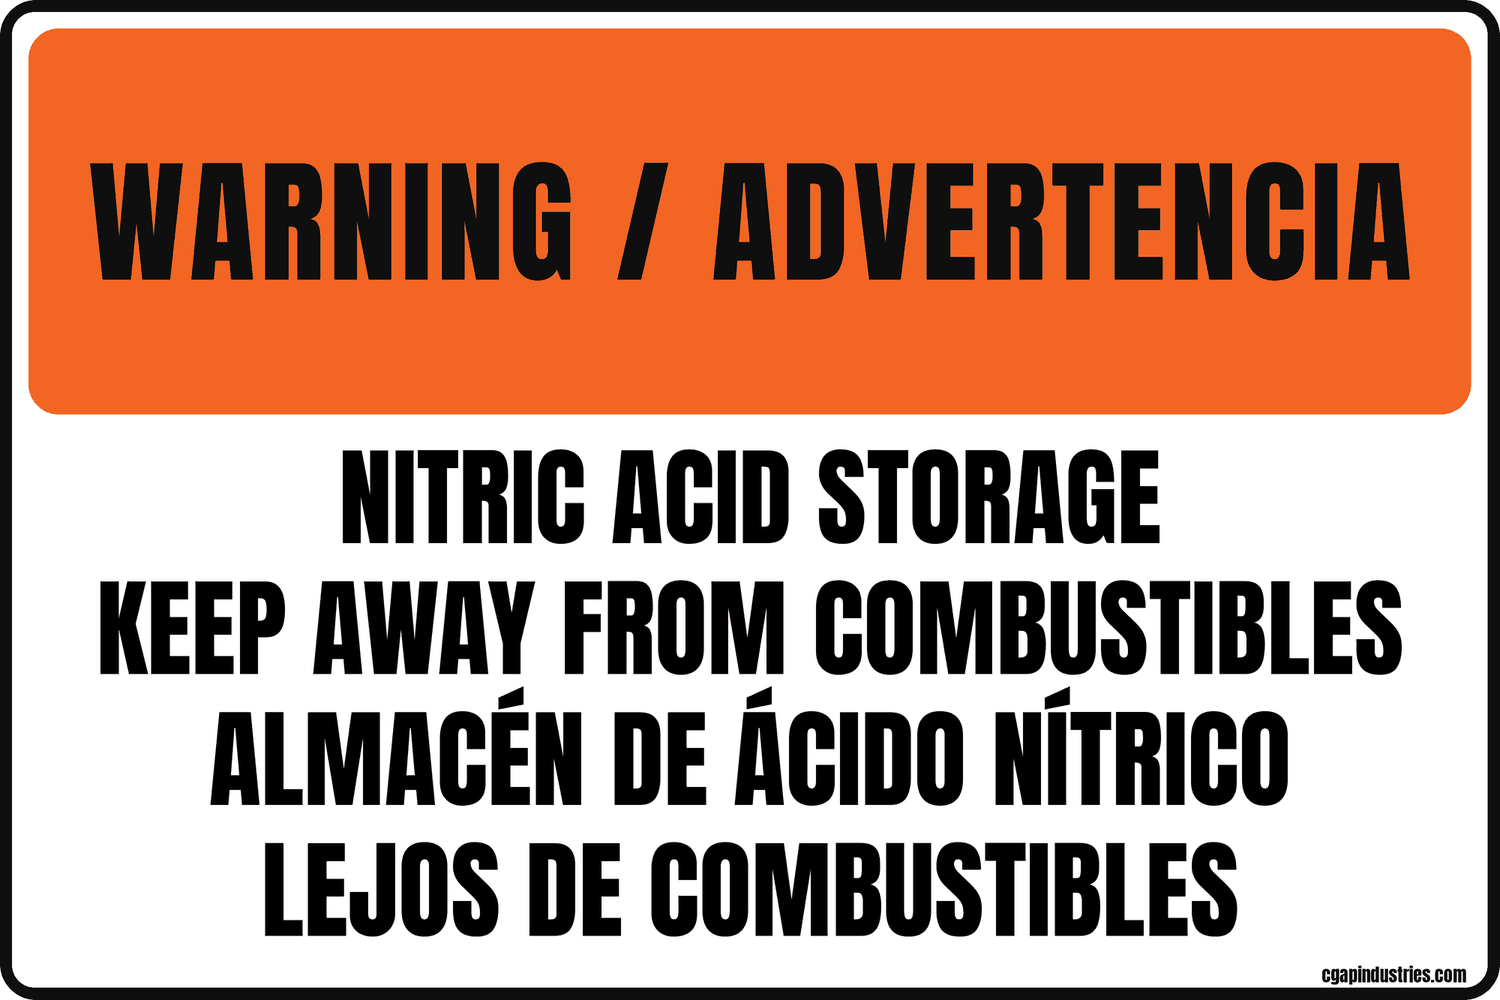 WARNING / ADVERTENCIA
NITRIC ACID STORAGE
KEEP AWAY FROM COMBUSTIBLES
ALMACÉN DE ÁCIDO NÍTRICO
LEJOS DE COMBUSTIBLES
cgapindustries.com